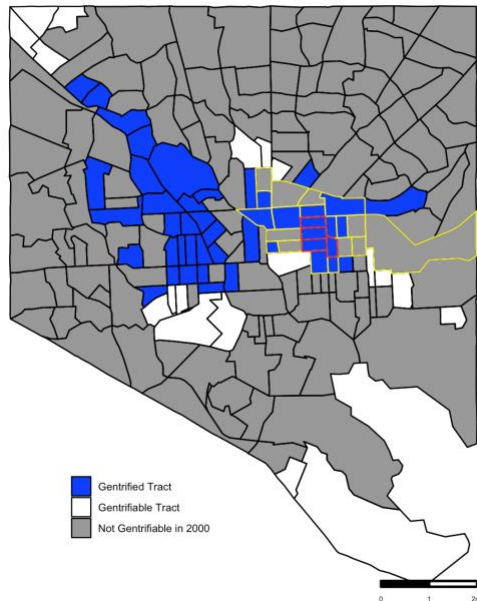 Gentrified Tract
Gentrifiable Tract
Not Gentrifiable in 2000
0 1